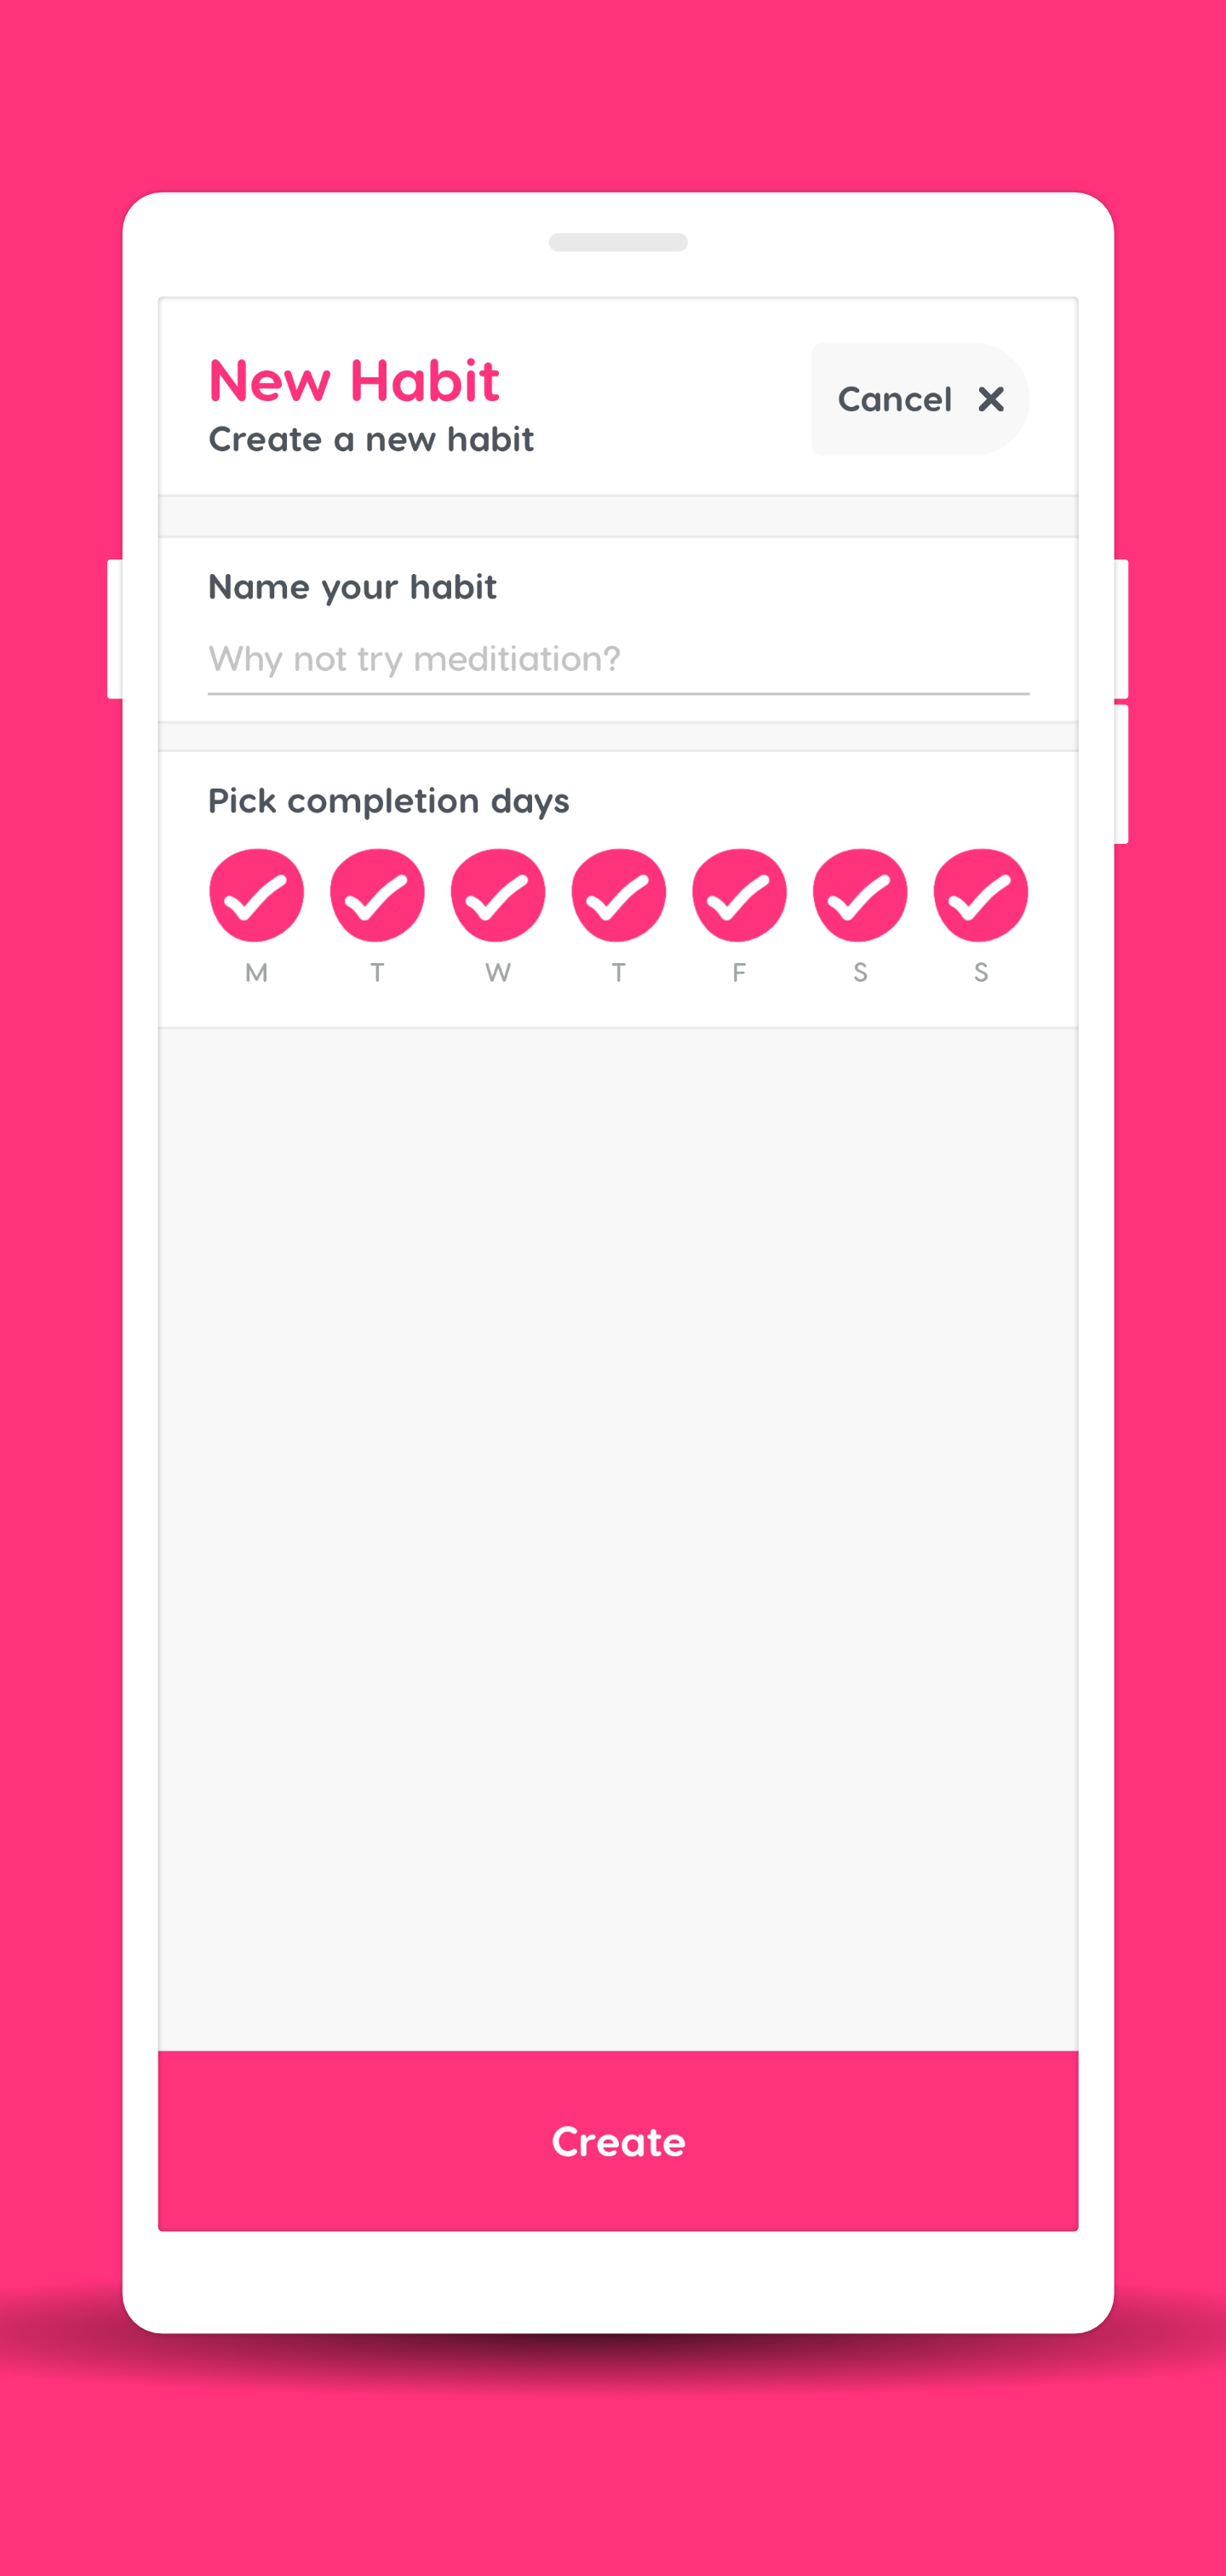 New Habit
Create a new habit
Cancel
Name your habit
Why not try meditiation?
Pick completion days
M T W T F S S
Create